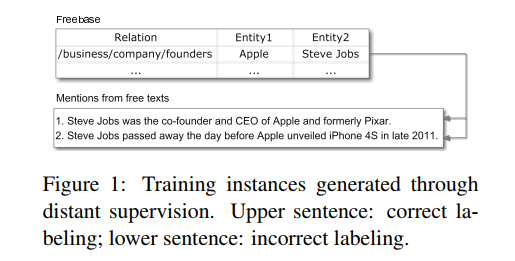 Freebase
Relation Entity1 Entity2
/business/company/founders Apple Steve Jobs
... ... ...
Mentions from free texts
1. Steve Jobs was the co-founder and CEO of Apple and formerly Pixar.
2. Steve Jobs passed away the day before Apple unveiled iPhone 4S in late 2011.
Figure 1: Training instances generated through
distant supervision. Upper sentence: correct la-
beling; lower sentence: incorrect labeling.